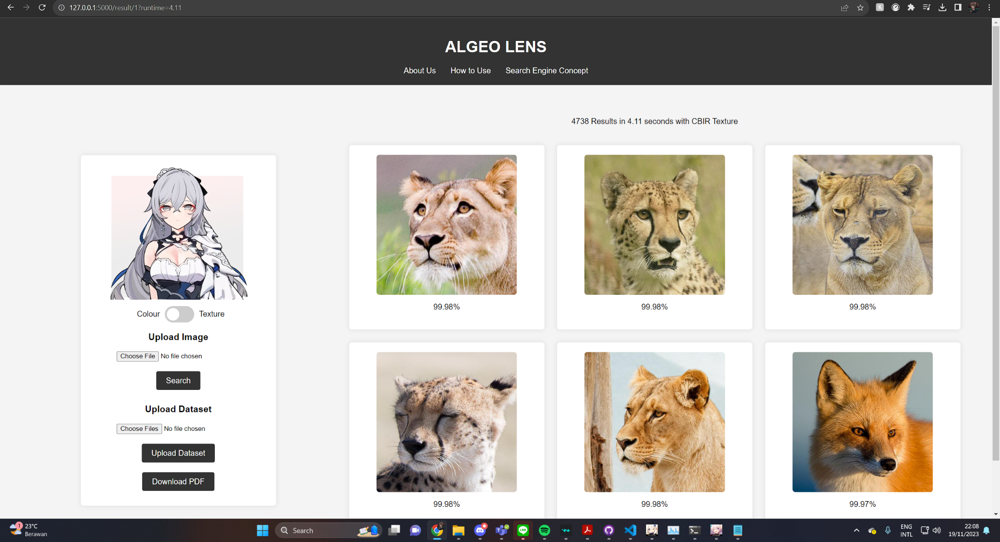 127.0.0.1:5000/result/1?runtime=4.11
ALGEO LENS
About Us How to Use Search Engine Concept
4738 Results in 4.11 seconds with CBIR Texture
Colour Texture
Upload Image
Choose File No file chosen
Search
Upload Dataset
Choose Files No file chosen
Upload Dataset
Download PDF
99.98% 99.98% 99.98%
99.98% 99.98% 99.97%
1 23°C
Berawan
Search
LINE
ENG
INTL
22:08
19/11/2023